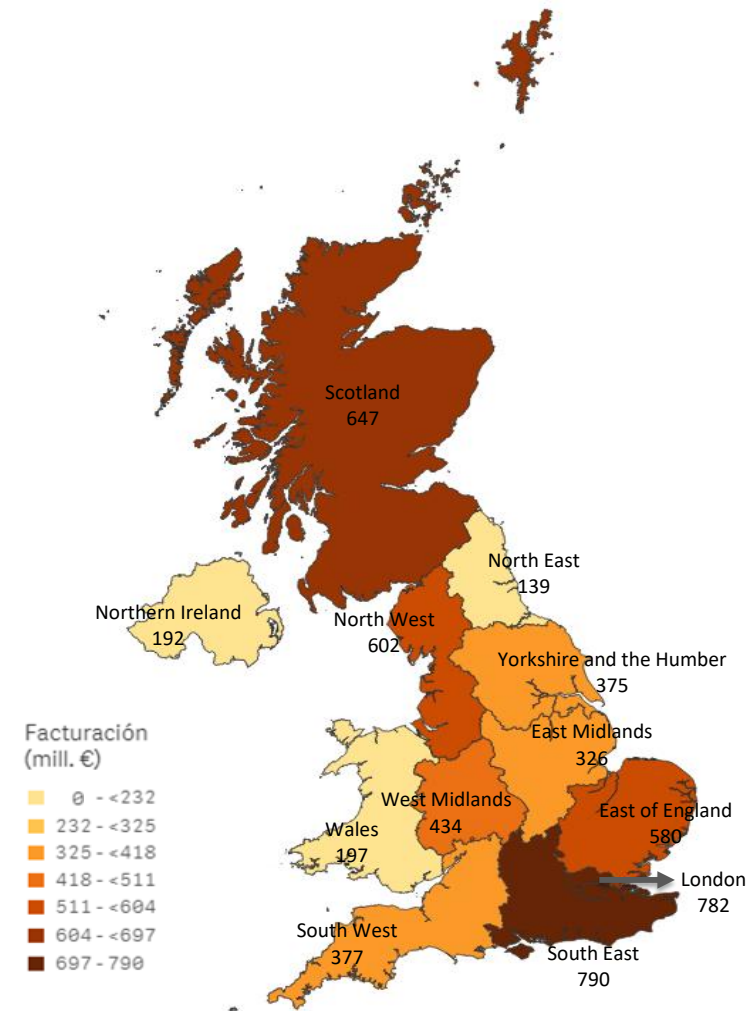 Scotland
647
North East
139
Northern Ireland
192
North West
602
Yorkshire and the Humber
375
East Midlands
326
West Midlands
434
East of England
580
Wales
197
London
782
South West
377
South East
790
Facturación
(mill. €)
0 - <232
232 - <325
325 - <418
418 - <511
511 - <604
604 - <697
697 - 790